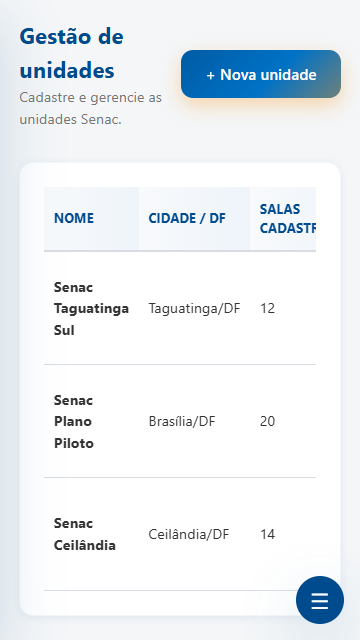 Gestão de
unidades
Cadastre e gerencie as
unidades Senac.
+ Nova unidade
NOME
CIDADE / DF
SALAS
Senac
Taguatinga
Sul
Taguatinga/DF
12
Senac
Plano
Piloto
Brasília/DF
20
Senac
Ceilândia
Ceilândia/DF
14